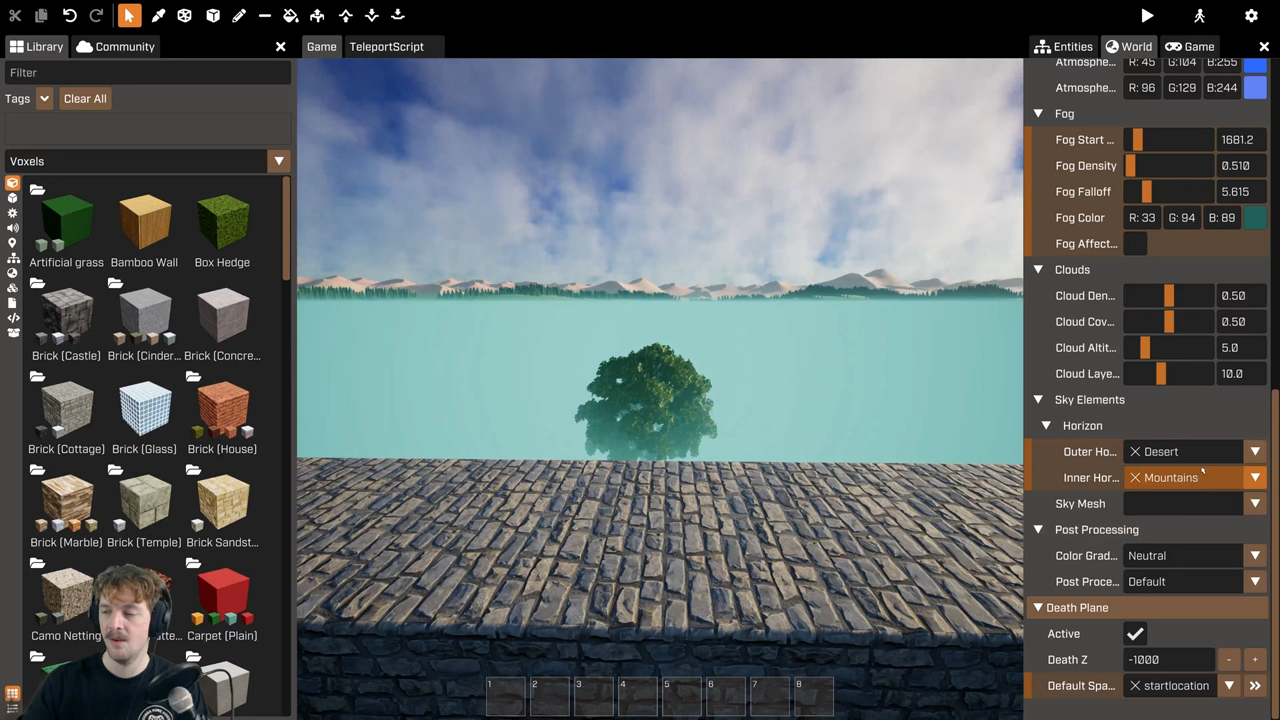 Library
Community
Game
TeleportScript
Entities
World
Game
Filter
Tags
Clear All
Voxels
Artificial grass
Bamboo Wall
Box Hedge
Brick (Castle)
Brick (Cinder...
Brick (Concre...
Brick (Cottage)
Brick (Glass)
Brick (House)
Brick (Marble)
Brick (Temple)
Brick Sandst...
Camo Netting
Carpet (Plain)
1
2
3
4
5
6
7
8
Atmosphe...
R: 45
G:104
B:255
Atmosphe...
R: 96
G:129
B:244
Fog
Fog Start ...
1681.2
Fog Density
0.510
Fog Falloff
5.615
Fog Color
R: 33
G: 94
B: 89
Fog Affect...
Clouds
Cloud Den...
0.50
Cloud Cov...
0.50
Cloud Altit...
5.0
Cloud Laye...
10.0
Sky Elements
Horizon
Outer Ho...
Desert
Inner Hor...
Mountains
Sky Mesh
Post Processing
Color Grad...
Neutral
Post Proce...
Default
Death Plane
Active
Death Z
-1000
- +
Default Spa...
startlocation